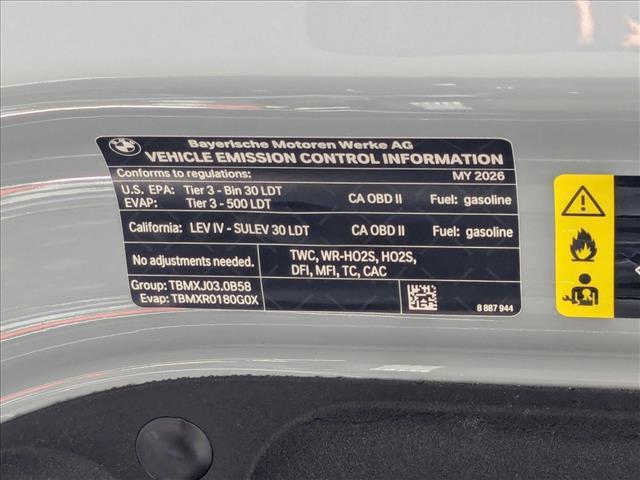 Bayerische Motoren Werke AG
VEHICLE EMISSION CONTROL INFORMATION
Conforms to regulations: MY 2026
U.S. EPA: Tier 3 - Bin 30 LDT CA OBD II Fuel: gasoline
EVAP: Tier 3 - 500 LDT
California: LEV IV - SULEV 30 LDT CA OBD II Fuel: gasoline
No adjustments needed. TWC, WR-HO2S, HO2S,
DFI, MFI, TC, CAC
Group: TBMXJ03.0B58
Evap: TBMXR0180G0X
8 887 944